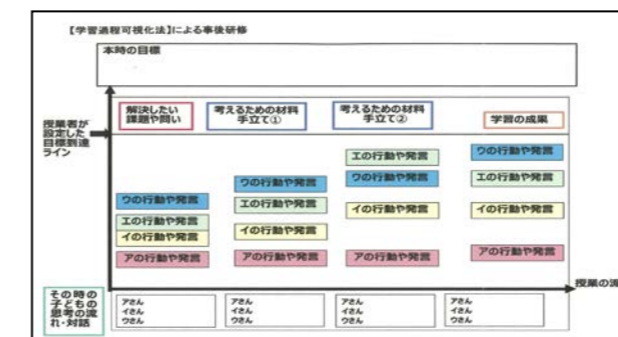 【学習過程可視化法】による事後研修
本時の目標
授業者が
設定した
目標到達
ライン
解決したい
課題や問い
考えるための材料
手立て①
考えるための材料
手立て②
学習の成果
ウの行動や発言
エの行動や発言
イの行動や発言
アの行動や発言
ウの行動や発言
エの行動や発言
イの行動や発言
アの行動や発言
エの行動や発言
ウの行動や発言
イの行動や発言
アの行動や発言
ウの行動や発言
エの行動や発言
イの行動や発言
アの行動や発言
授業の流
その時の
子どもの
思考の流
れ・対話
アさん
イさん
ウさん
アさん
イさん
ウさん
アさん
イさん
ウさん
アさん
イさん
ウさん